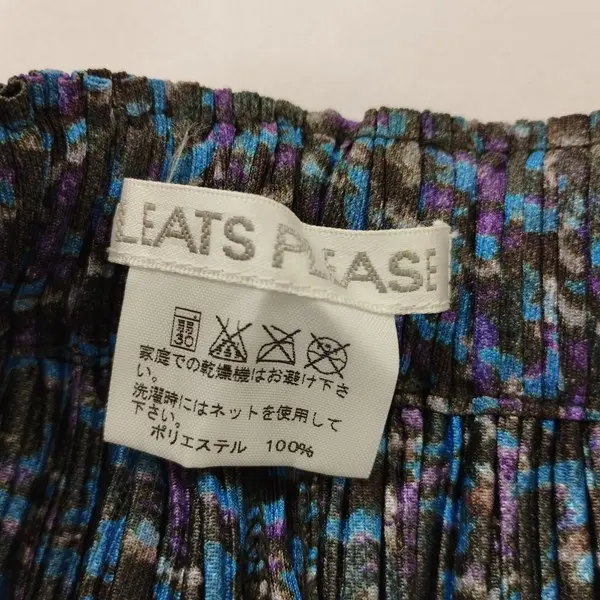 LEATS PLEASE
弱
30
家庭での乾燥機はお避け下さ
い。
洗濯時にはネットを使用して
下さい。
ポリエステル 100%